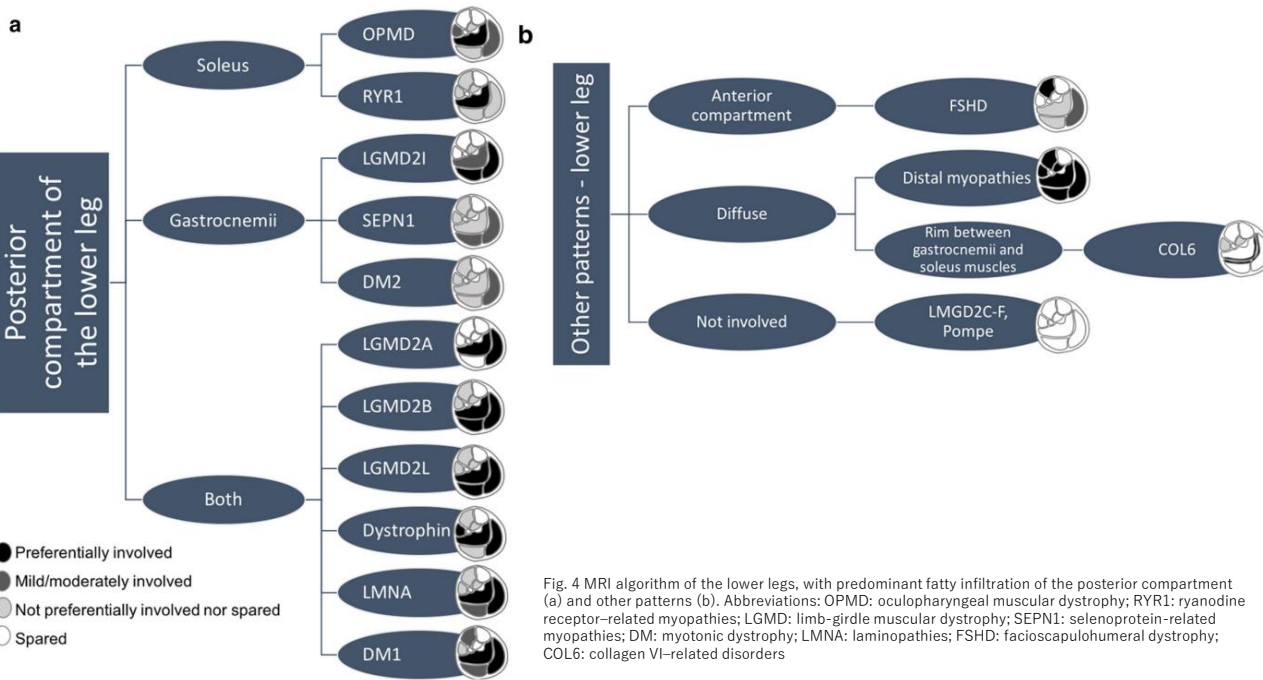 a
Posterior
compartment of
the lower leg
Soleus
OPMD
RYR1
Gastrocnemii
LGMD2I
SEPN1
DM2
Both
LGMD2A
LGMD2B
LGMD2L
Dystrophin
LMNA
DM1
Preferentially involved
Mild/moderately involved
Not preferentially involved nor spared
Spared
b
Other patterns - lower leg
Anterior
compartment
FSHD
Diffuse
Distal myopathies
Rim between
gastrocnemii and
soleus muscles
COL6
Not involved
LMGD2C-F,
Pompe
Fig. 4 MRI algorithm of the lower legs, with predominant fatty infiltration of the posterior compartment
(a) and other patterns (b). Abbreviations: OPMD: oculopharyngeal muscular dystrophy; RYR1: ryanodine
receptor–related myopathies; LGMD: limb-girdle muscular dystrophy; SEPN1: selenoprotein-related
myopathies; DM: myotonic dystrophy; LMNA: laminopathies; FSHD: facioscapulohumeral dystrophy;
COL6: collagen VI–related disorders